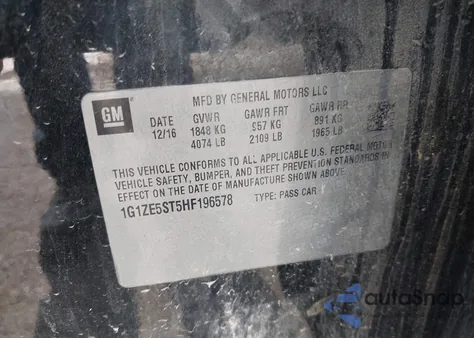 GM
MFD BY GENERAL MOTORS LLC
DATE GVWR GAWR FRT GAWR RR
12/16 1848 KG 957 KG 891 KG
4074 LB 2109 LB 1965 LB
THIS VEHICLE CONFORMS TO ALL APPLICABLE U.S. FEDERAL MOTOR
VEHICLE SAFETY, BUMPER, AND THEFT PREVENTION STANDARDS IN
EFFECT ON THE DATE OF MANUFACTURE SHOWN ABOVE.
1G1ZE5ST5HF196578 TYPE: PASS CAR
autoSnap